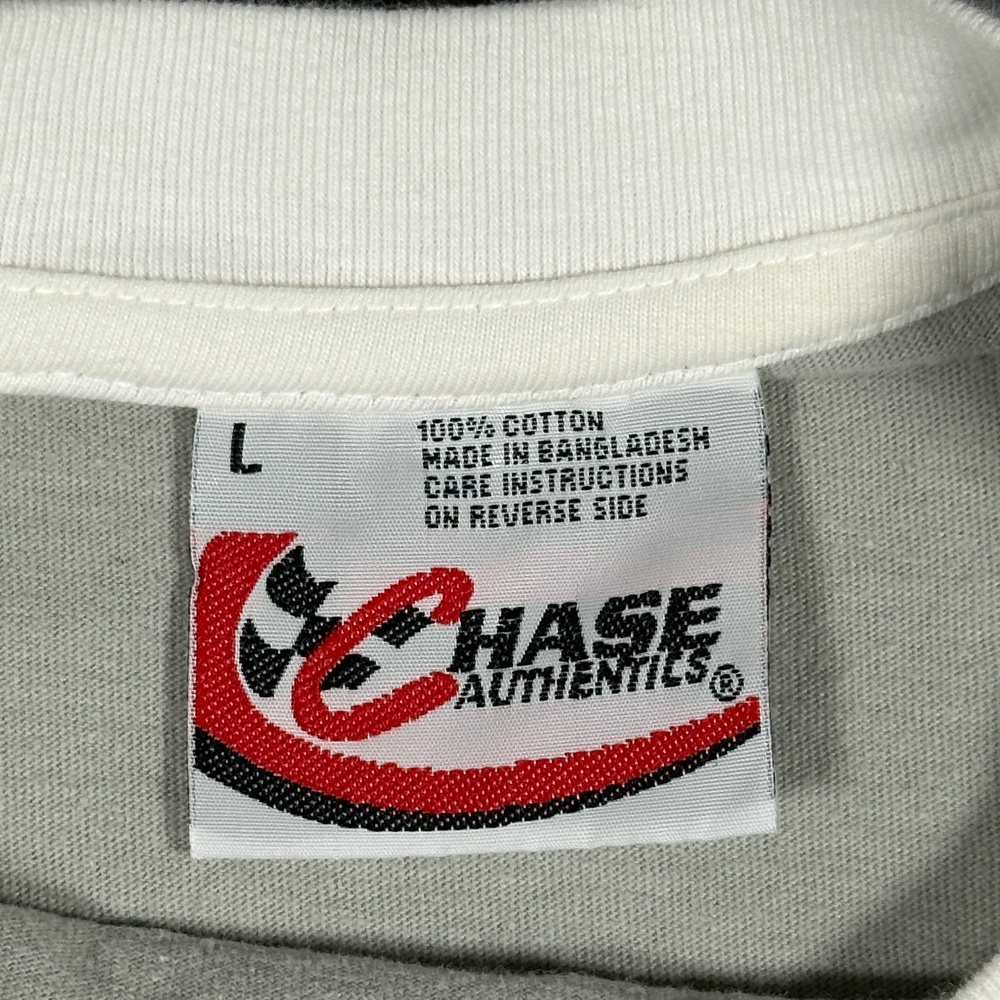 L
100% COTTON
MADE IN BANGLADESH
CARE INSTRUCTIONS
ON REVERSE SIDE
CHASE
AUTHENTICS®